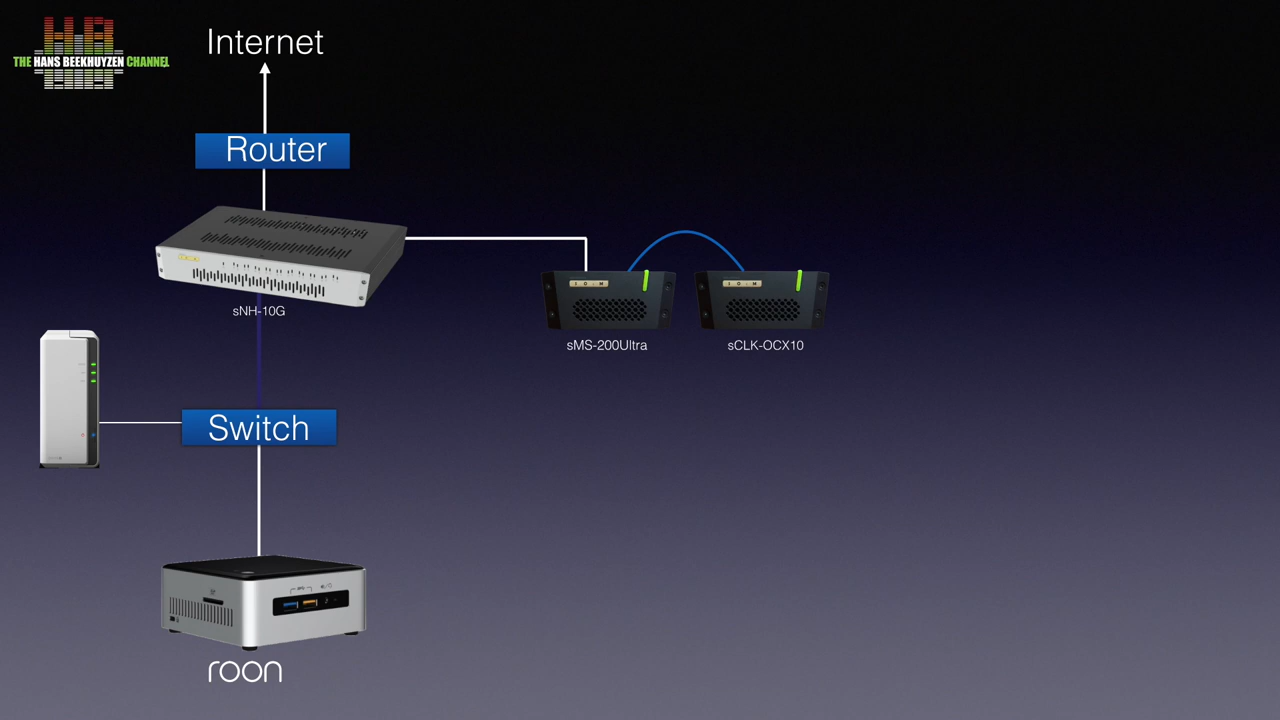 THE HANS BEEKHUYZEN CHANNEL
Internet
Router
sNH-10G
sMS-200Ultra
sCLK-OCX10
Switch
roon